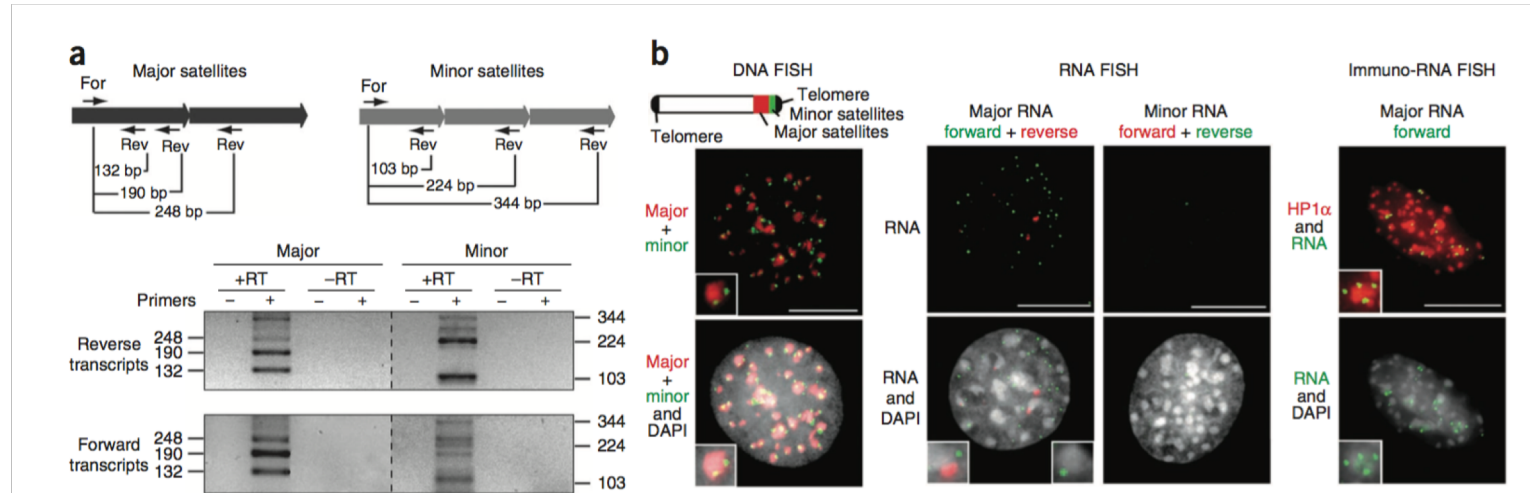 a
Major satellites
For
Rev Rev Rev
132 bp
190 bp
248 bp
Minor satellites
For
Rev Rev Rev
103 bp
224 bp
344 bp
Major Minor
+RT –RT +RT –RT
Primers – + – + – + – +
Reverse
transcripts
248
190
132
344
224
103
Forward
transcripts
248
190
132
344
224
103
b
DNA FISH
Telomere
Minor satellites
Major satellites
Telomere
Major
+
minor
Major
+
minor
and
DAPI
RNA FISH
Major RNA
forward + reverse
Minor RNA
forward + reverse
RNA
RNA
and
DAPI
Immuno-RNA FISH
Major RNA
forward
HP1α
and
RNA
RNA
and
DAPI